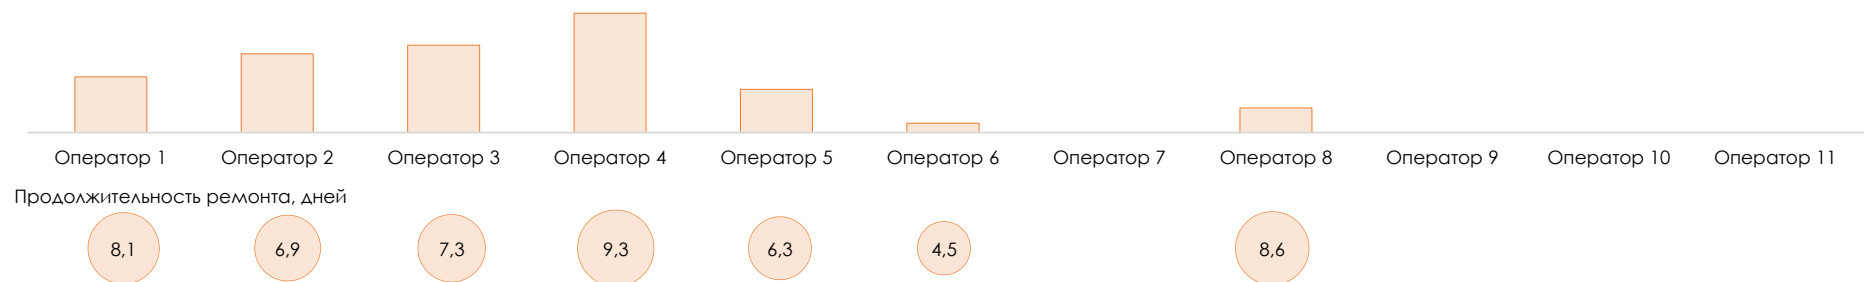 Оператор 1 Оператор 2 Оператор 3 Оператор 4 Оператор 5 Оператор 6 Оператор 7 Оператор 8 Оператор 9 Оператор 10 Оператор 11
Продолжительность ремонта, дней
8,1 6,9 7,3 9,3 6,3 4,5 8,6